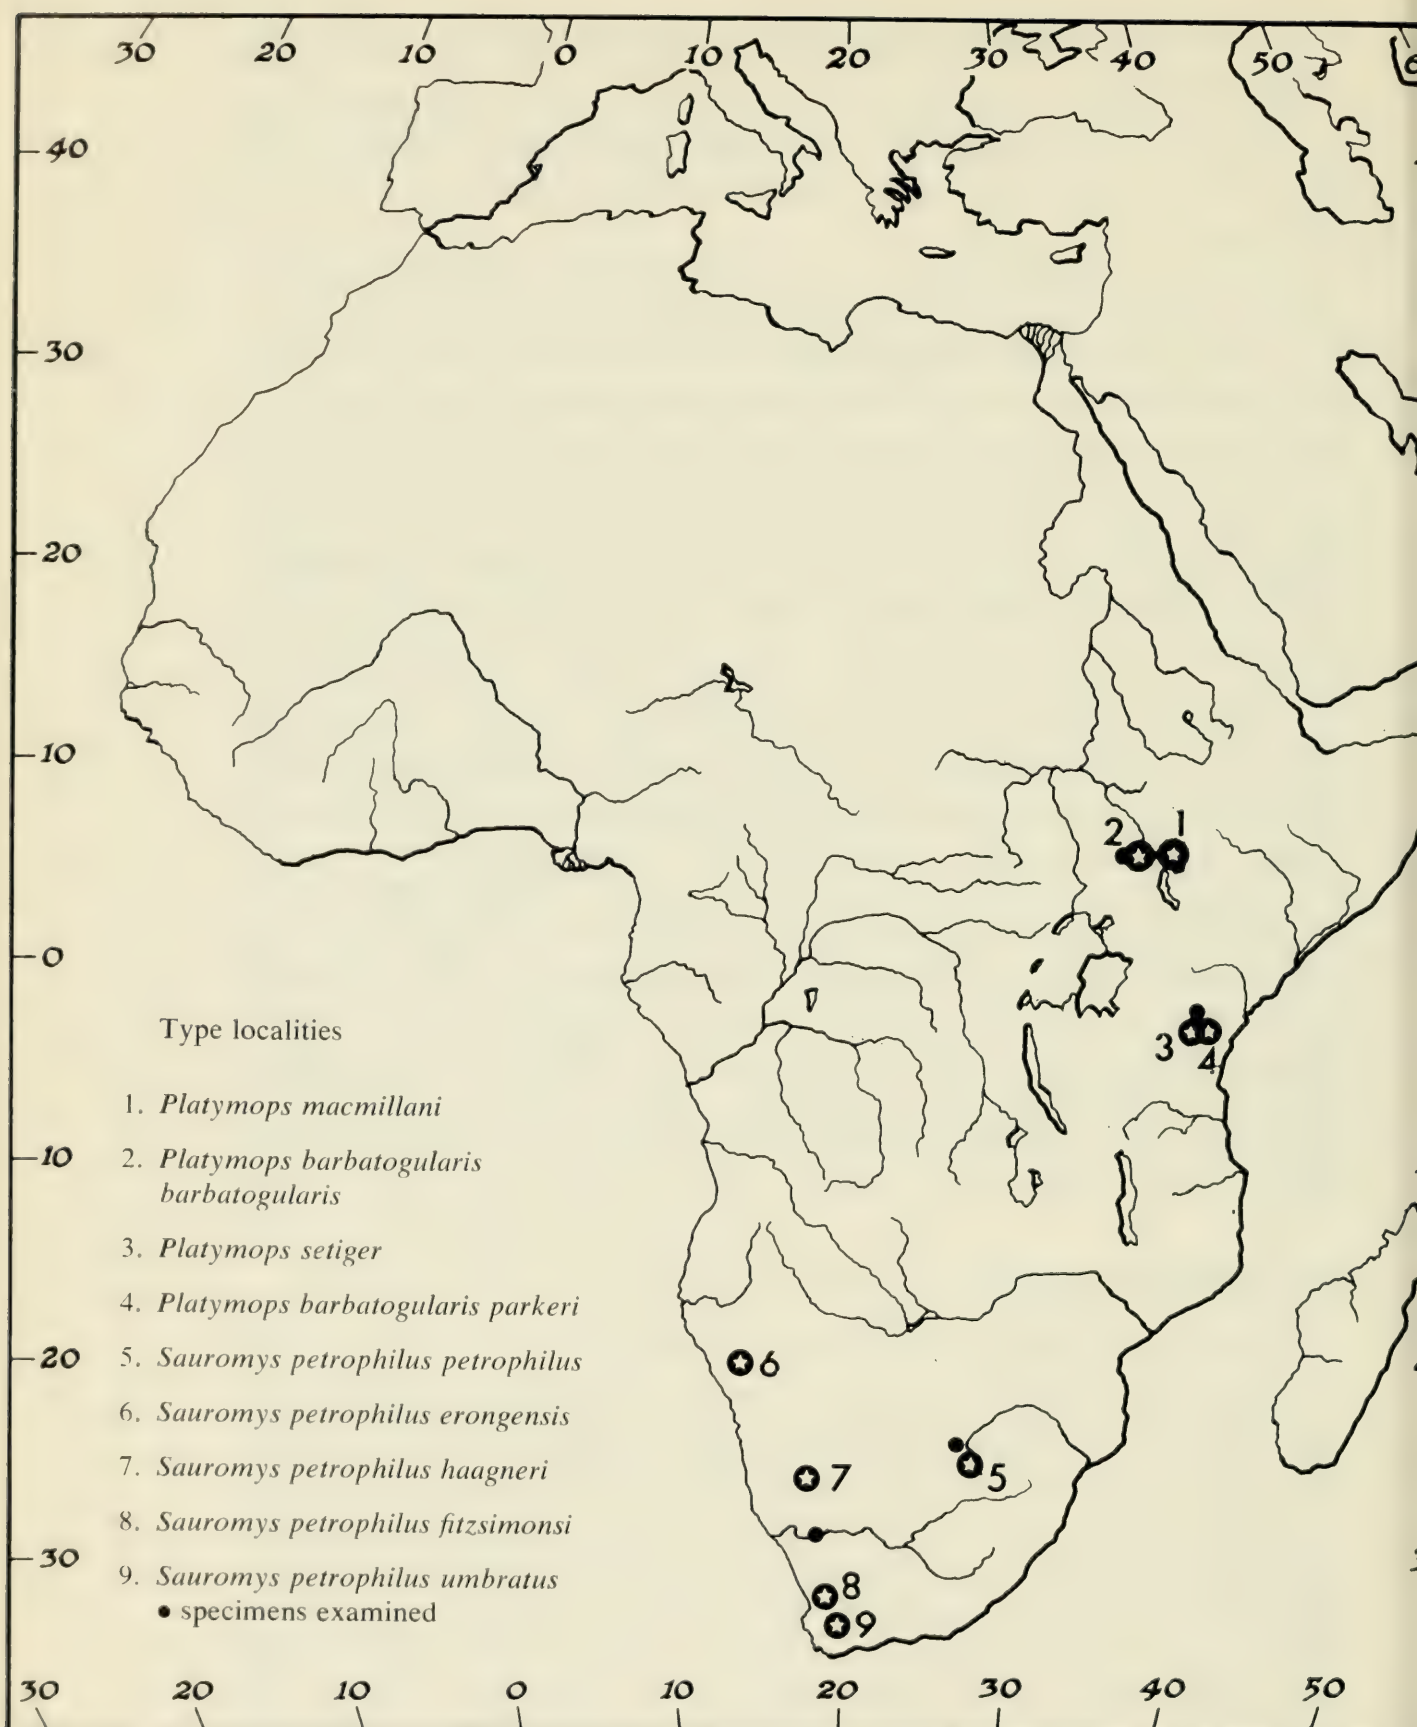 30 20 10 0 10 20 30 40 50 6
40
30
20
10
2 1
0
3 4
Type localities
1. Platymops macmillani
10
2. Platymops barbatogularis
barbatogularis
3. Platymops setiger
4. Platymops barbatogularis parkeri
20
5. Sauromys petrophilus petrophilus
6
6. Sauromys petrophilus erongensis
7. Sauromys petrophilus haagneri
7 5
8. Sauromys petrophilus fitzsimonsi
30
9. Sauromys petrophilus umbratus
8
• specimens examined
9
30 20 10 0 10 20 30 40 50